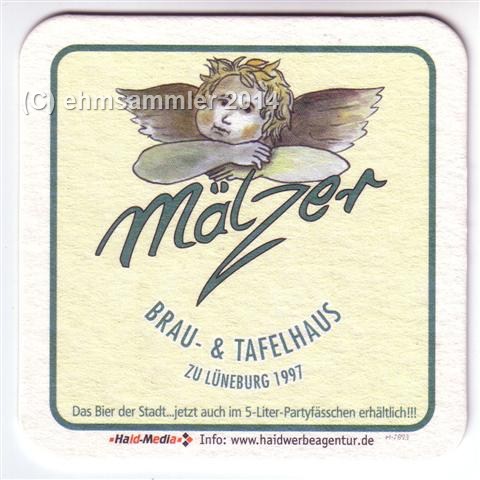 (C) ehmsammler 2014
Mälzer
BRAU- & TAFELHAUS
ZU LÜNEBURG 1997
Das Bier der Stadt...jetzt auch im 5-Liter-Partyfässchen erhältlich!!!
Haid-Media Info: www.haidwerbeagentur.de